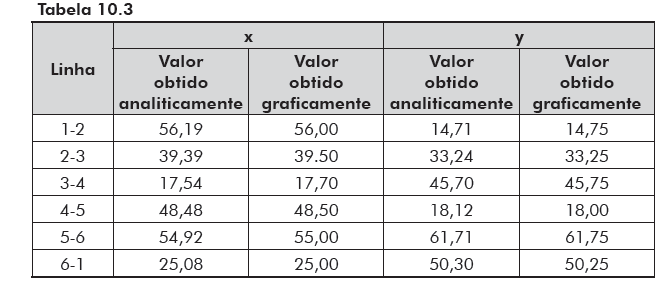 Tabela 10.3
Linha x y
Valor obtido analiticamente Valor obtido graficamente Valor obtido analiticamente Valor obtido graficamente
1-2 56,19 56,00 14,71 14,75
2-3 39,39 39.50 33,24 33,25
3-4 17,54 17,70 45,70 45,75
4-5 48,48 48,50 18,12 18,00
5-6 54,92 55,00 61,71 61,75
6-1 25,08 25,00 50,30 50,25